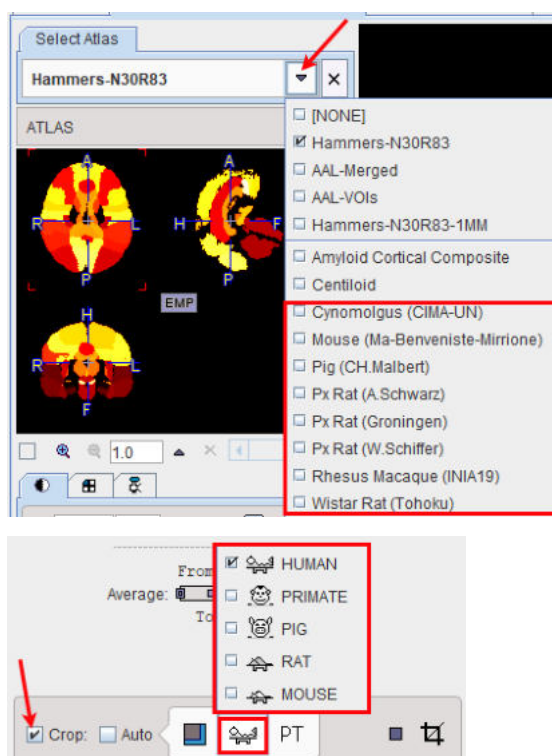 Select Atlas
Hammers-N30R83
ATLAS
[NONE]
Hammers-N30R83
AAL-Merged
AAL-VOIs
Hammers-N30R83-1MM
Amyloid Cortical Composite
Centiloid
Cynomolgus (CIMA-UN)
Mouse (Ma-Benveniste-Mirrione)
Pig (CH.Malbert)
Px Rat (A.Schwarz)
Px Rat (Groningen)
Px Rat (W.Schiffer)
Rhesus Macaque (INIA19)
Wistar Rat (Tohoku)
A
R L
P
A
H F
P
EMP
H
R L
F
1.0
HUMAN
PRIMATE
PIG
RAT
MOUSE
From
Average:
To
Crop: Auto PT